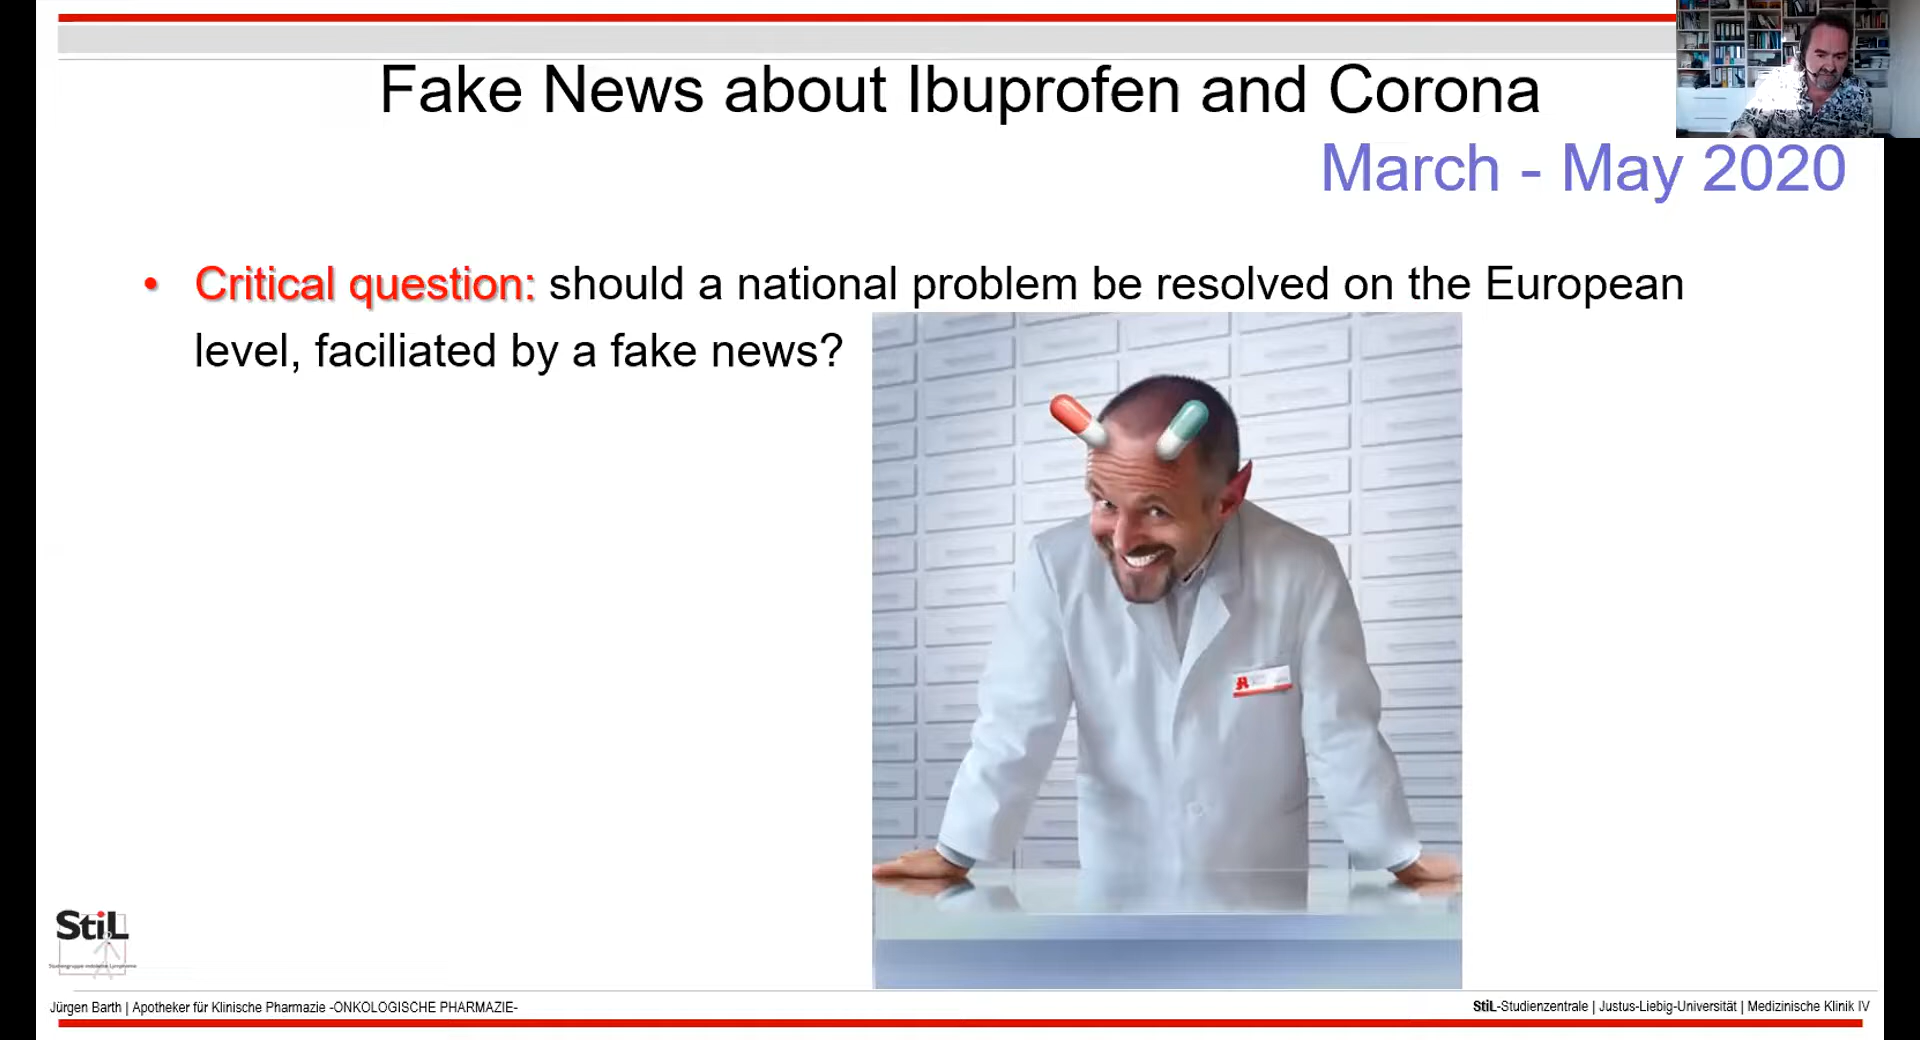 Fake News about Ibuprofen and Corona
March - May 2020
• Critical question: should a national problem be resolved on the European
level, faciliated by a fake news?
StiL
Jürgen Barth | Apotheker für Klinische Pharmazie -ONKOLOGISCHE PHARMAZIE-
StiL-Studienzentrale | Justus-Liebig-Universität | Medizinische Klinik IV